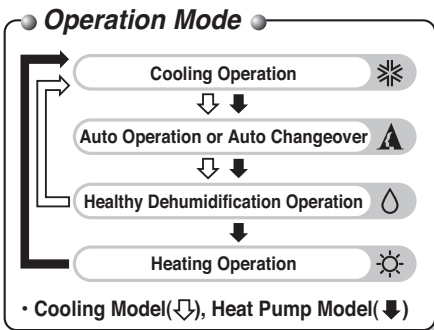 Operation Mode
Cooling Operation
Auto Operation or Auto Changeover
Healthy Dehumidification Operation
Heating Operation
• Cooling Model(⇩), Heat Pump Model(⬇)